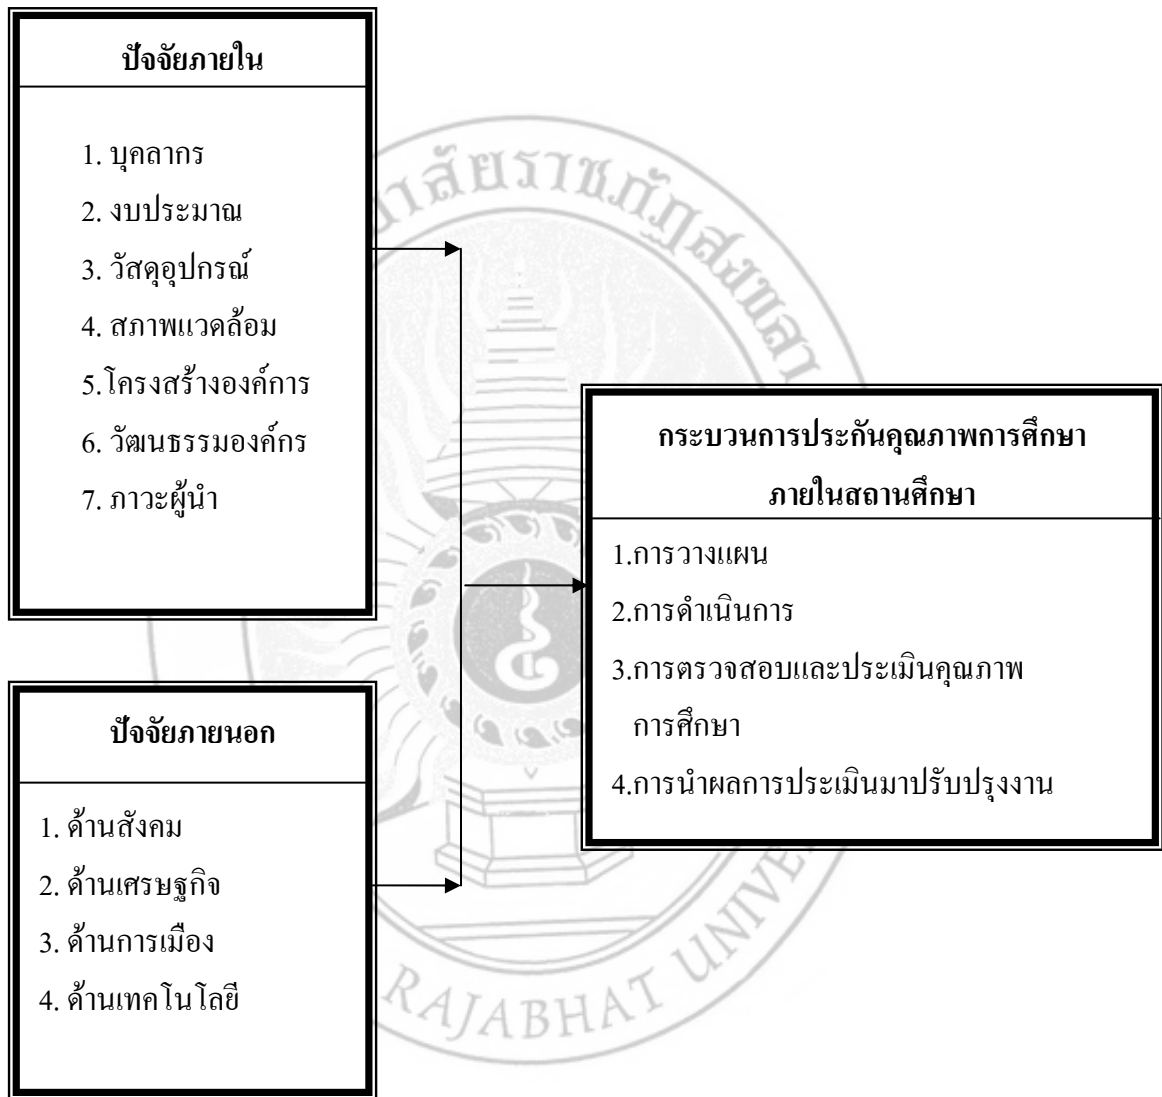 ปัจจัยภายใน
1. บุคลากร
2. งบประมาณ
3. วัสดุอุปกรณ์
4. สภาพแวดล้อม
5.โครงสร้างองค์การ
6. วัฒนธรรมองค์กร
7. ภาวะผู้นำ
กระบวนการประกันคุณภาพการศึกษา
ภายในสถานศึกษา
1.การวางแผน
2.การดำเนินการ
3.การตรวจสอบและประเมินคุณภาพ
การศึกษา
4.การนำผลการประเมินมาปรับปรุงงาน
ปัจจัยภายนอก
1. ด้านสังคม
2. ด้านเศรษฐกิจ
3. ด้านการเมือง
4. ด้านเทคโนโลยี
ราชภัฏสงขลา
RAJABHAT